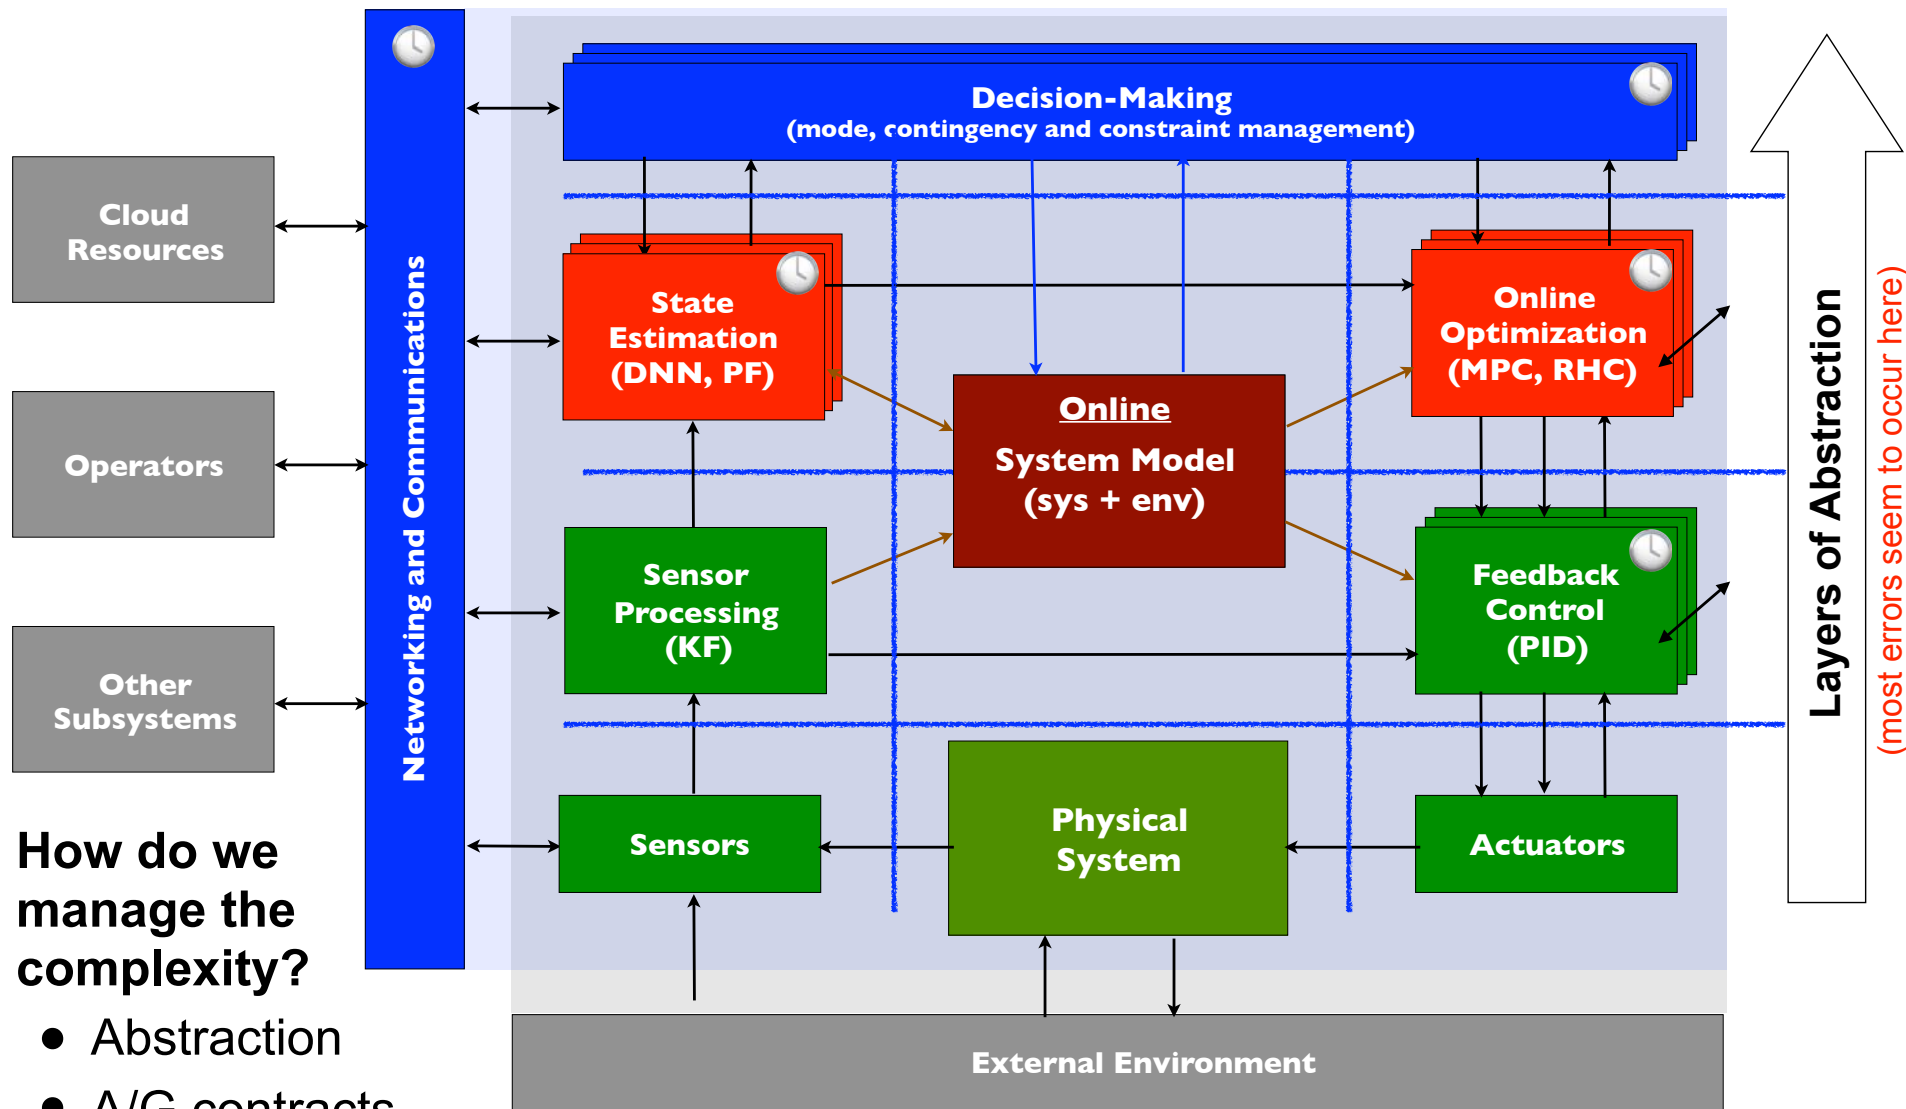 Decision-Making
(mode, contingency and constraint management)
Cloud
Resources
Operators
Other
Subsystems
Networking and Communications
State
Estimation
(DNN, PF)
Online
Optimization
(MPC, RHC)
Online
System Model
(sys + env)
Sensor
Processing
(KF)
Feedback
Control
(PID)
Sensors
Physical
System
Actuators
External Environment
Layers of Abstraction
(most errors seem to occur here)
How do we
manage the
complexity?
● Abstraction
● A/G contracts